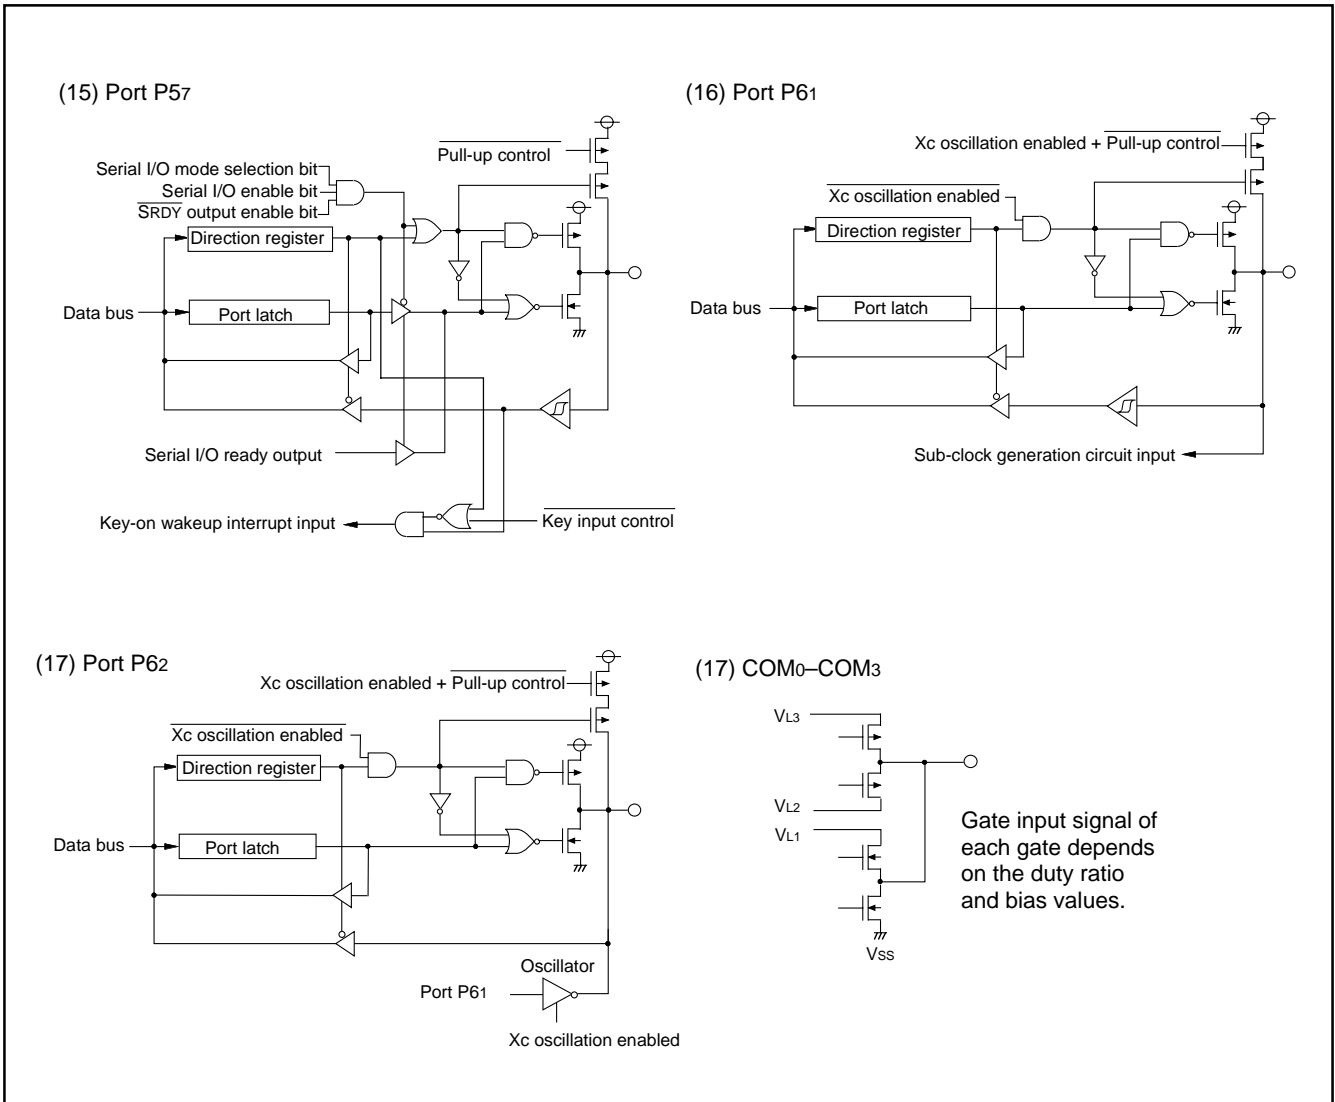 (15) Port P57
Pull-up control
Serial I/O mode selection bit
Serial I/O enable bit
SRDY output enable bit
Direction register
Data bus
Port latch
Serial I/O ready output
Key-on wakeup interrupt input
Key input control
(16) Port P61
Xc oscillation enabled + Pull-up control
Xc oscillation enabled
Direction register
Data bus
Port latch
Sub-clock generation circuit input
(17) Port P62
Xc oscillation enabled + Pull-up control
Xc oscillation enabled
Direction register
Data bus
Port latch
Oscillator
Port P61
Xc oscillation enabled
(17) COM0–COM3
VL3
VL2
VL1
VSS
Gate input signal of
each gate depends
on the duty ratio
and bias values.